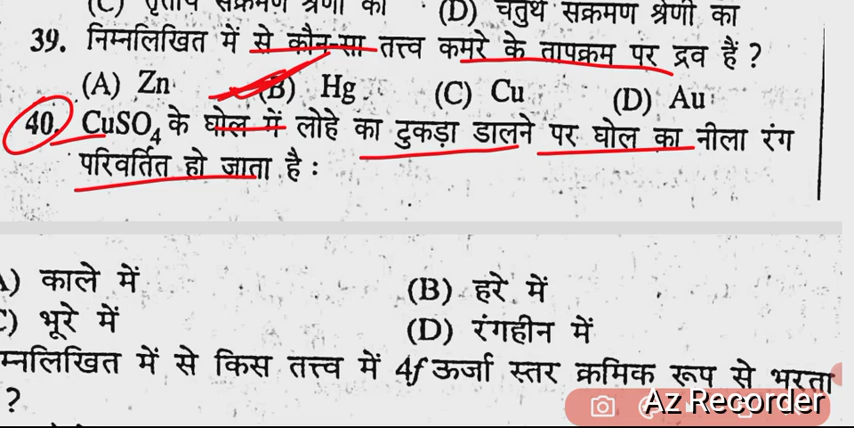 (C) तृतीय संक्रमण श्रेणी का (D) चतुर्थ संक्रमण श्रेणी का
39. निम्नलिखित में से कौन-सा तत्त्व कमरे के तापक्रम पर द्रव हैं ?
(A) Zn (B) Hg (C) Cu (D) Au
40. CuSO4 के घोल में लोहे का टुकड़ा डालने पर घोल का नीला रंग
परिवर्तित हो जाता है :
) काले में (B) हरे में
) भूरे में (D) रंगहीन में
म्नलिखित में से किस तत्त्व में 4f ऊर्जा स्तर क्रमिक रूप से भरता
?
Az Recorder